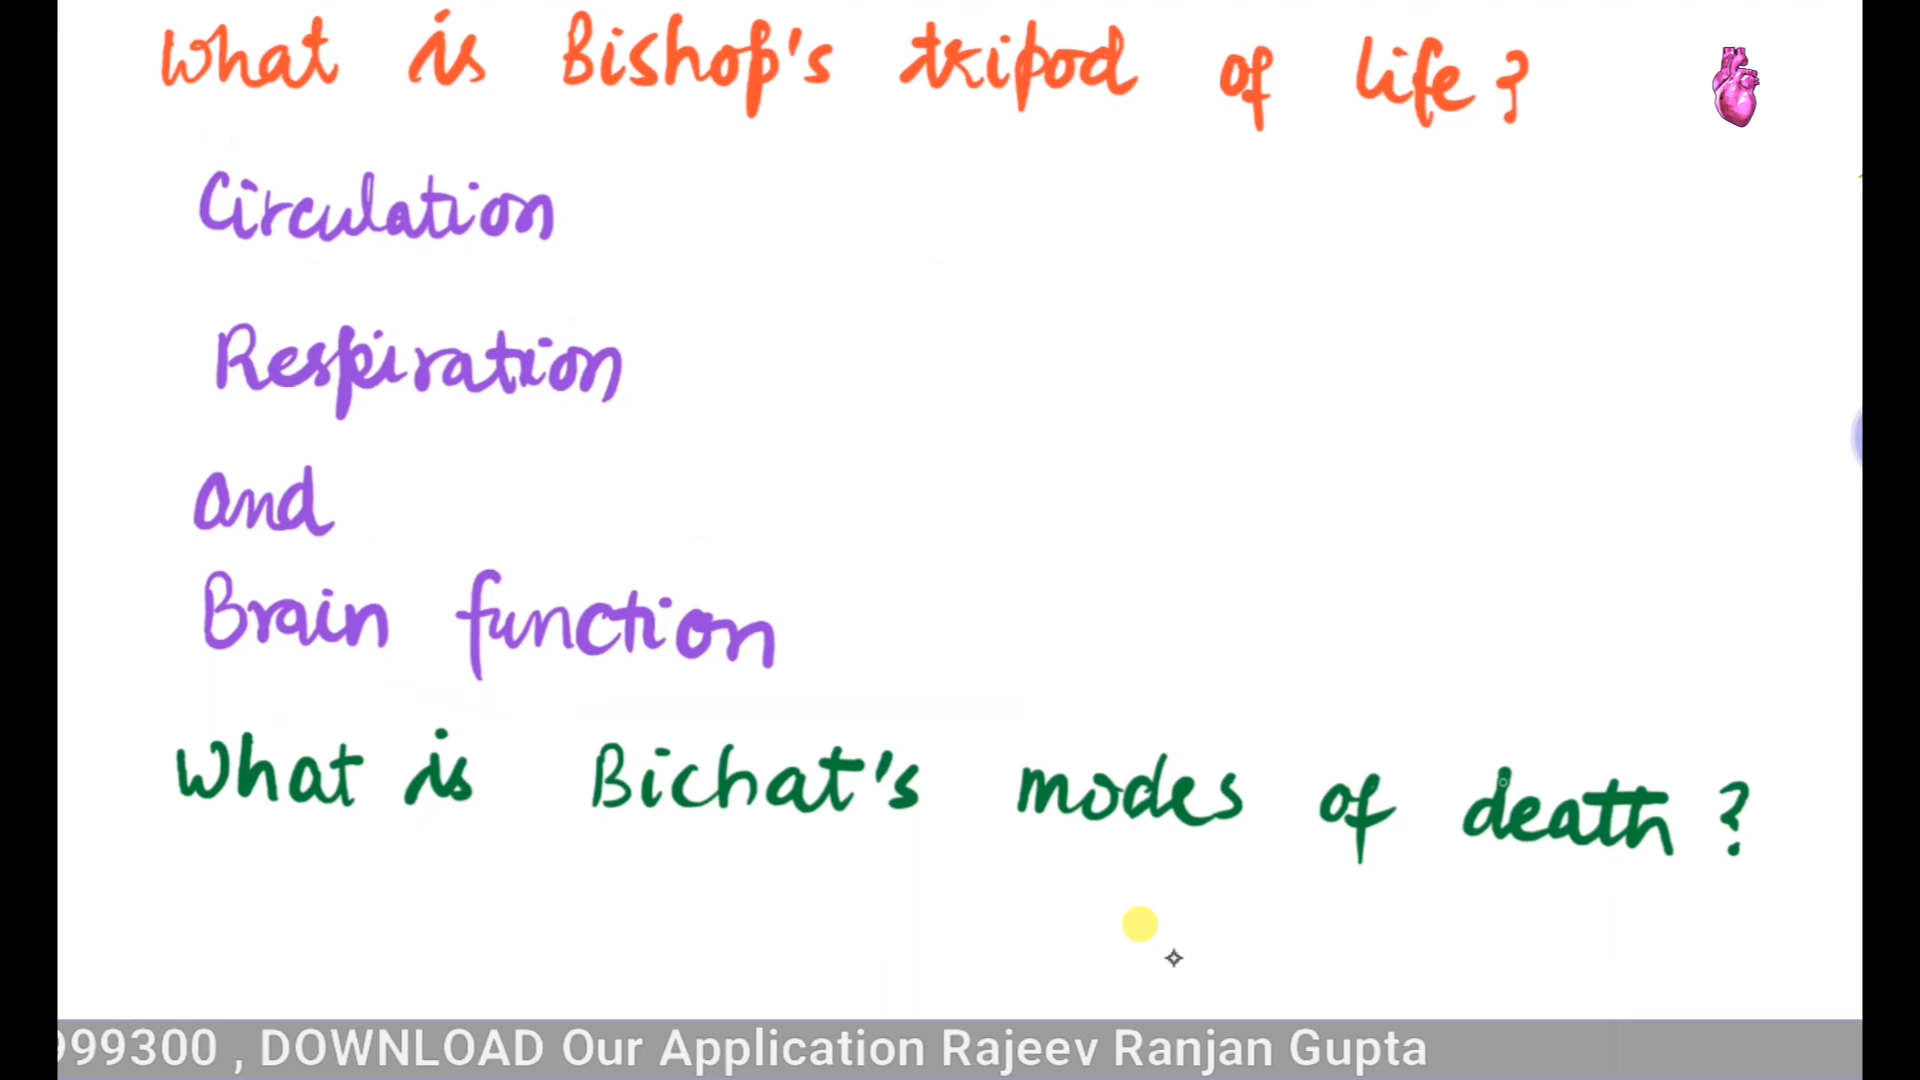 What is Bishop's tripod of life?
Circulation
Respiration
and
Brain function
What is Bichat's modes of death?
999300 , DOWNLOAD Our Application Rajeev Ranjan Gupta